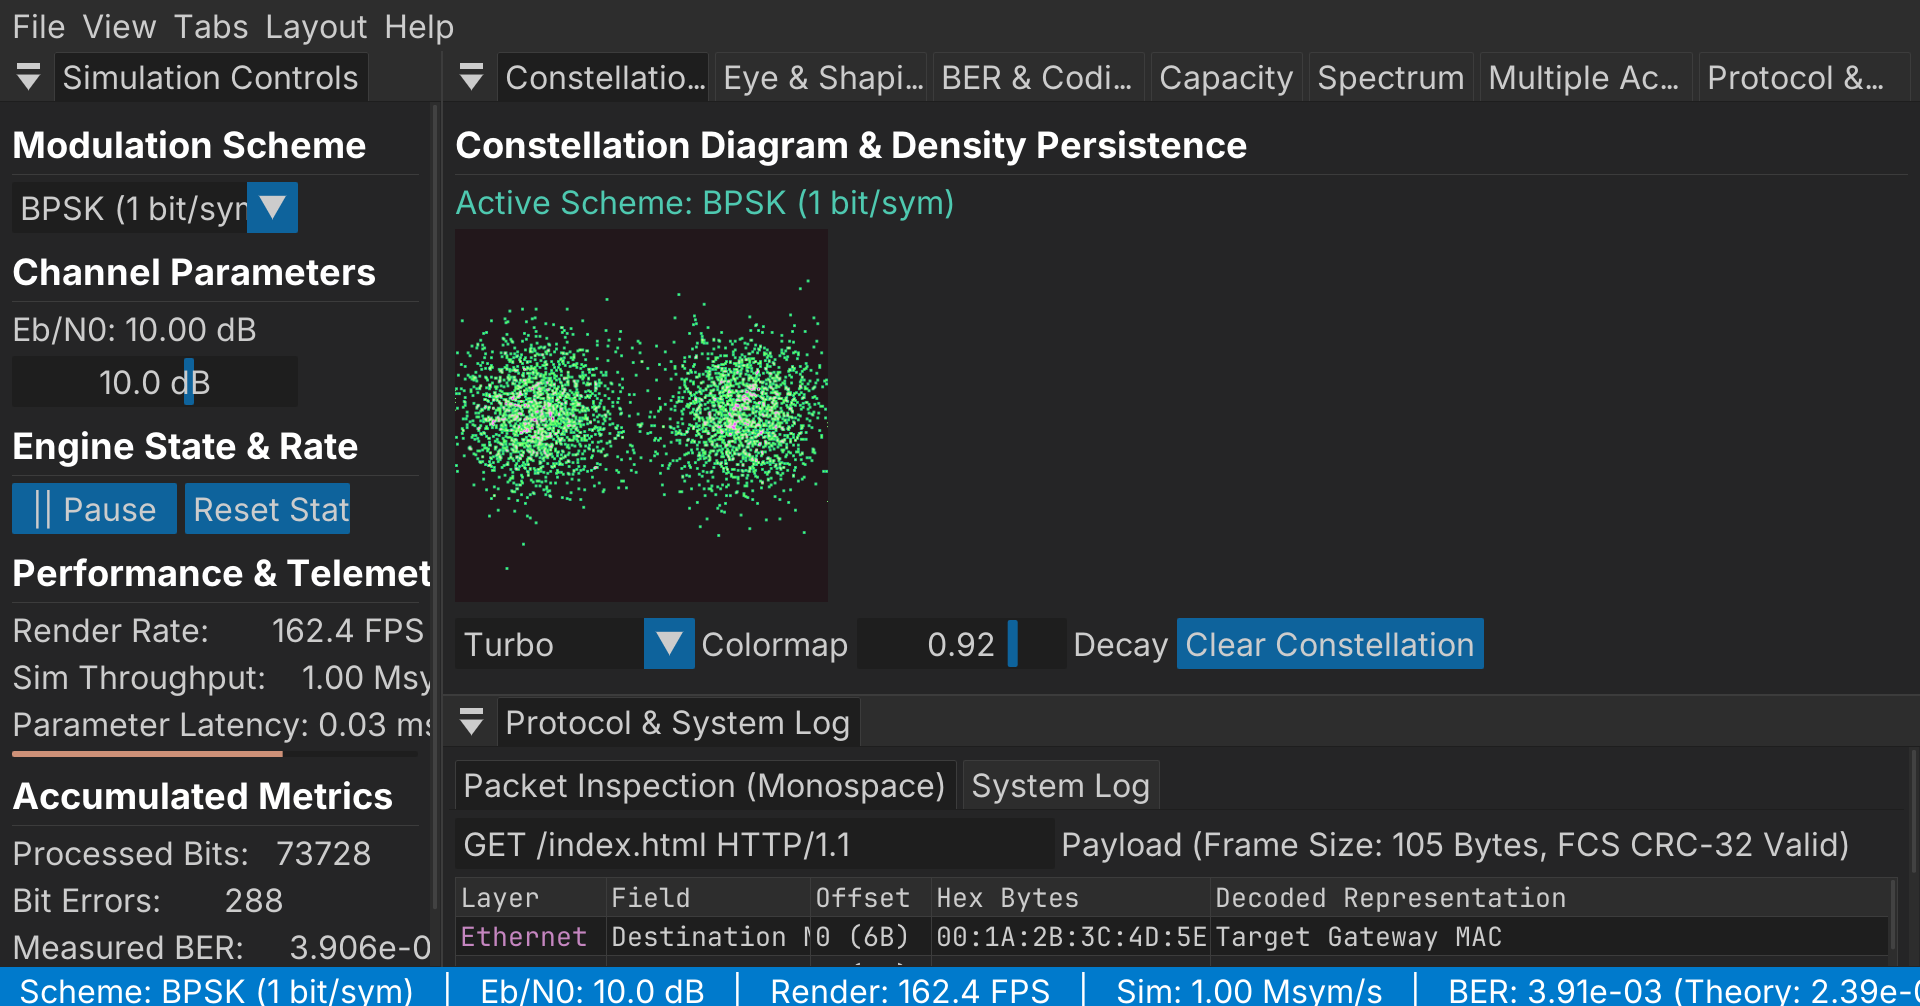 File View Tabs Layout Help
Simulation Controls
Constellatio... Eye & Shapi... BER & Codi... Capacity Spectrum Multiple Ac... Protocol &...
Modulation Scheme
BPSK (1 bit/sym
Channel Parameters
Eb/N0: 10.00 dB
10.0 dB
Engine State & Rate
|| Pause Reset Stat
Performance & Telemet
Render Rate: 162.4 FPS
Sim Throughput: 1.00 Msy
Parameter Latency: 0.03 ms
Accumulated Metrics
Processed Bits: 73728
Bit Errors: 288
Measured BER: 3.906e-0
Constellation Diagram & Density Persistence
Active Scheme: BPSK (1 bit/sym)
Turbo Colormap 0.92 Decay Clear Constellation
Protocol & System Log
Packet Inspection (Monospace) System Log
GET /index.html HTTP/1.1 Payload (Frame Size: 105 Bytes, FCS CRC-32 Valid)
Layer Field Offset Hex Bytes Decoded Representation
Ethernet Destination 0 (6B) 00:1A:2B:3C:4D:5E Target Gateway MAC
Scheme: BPSK (1 bit/sym) | Eb/N0: 10.0 dB | Render: 162.4 FPS | Sim: 1.00 Msym/s | BER: 3.91e-03 (Theory: 2.39e-0